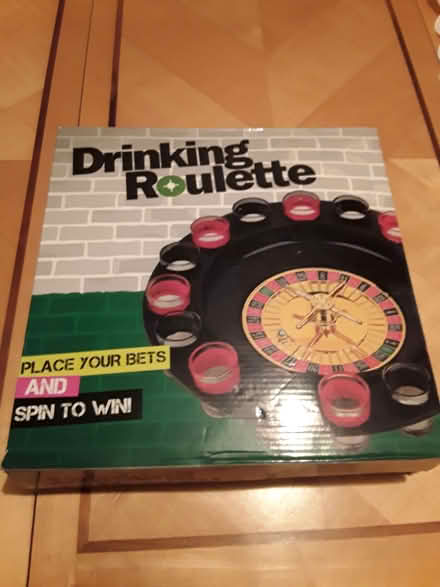 Drinking
Roulette
PLACE YOUR BETS
AND
SPIN TO WIN!